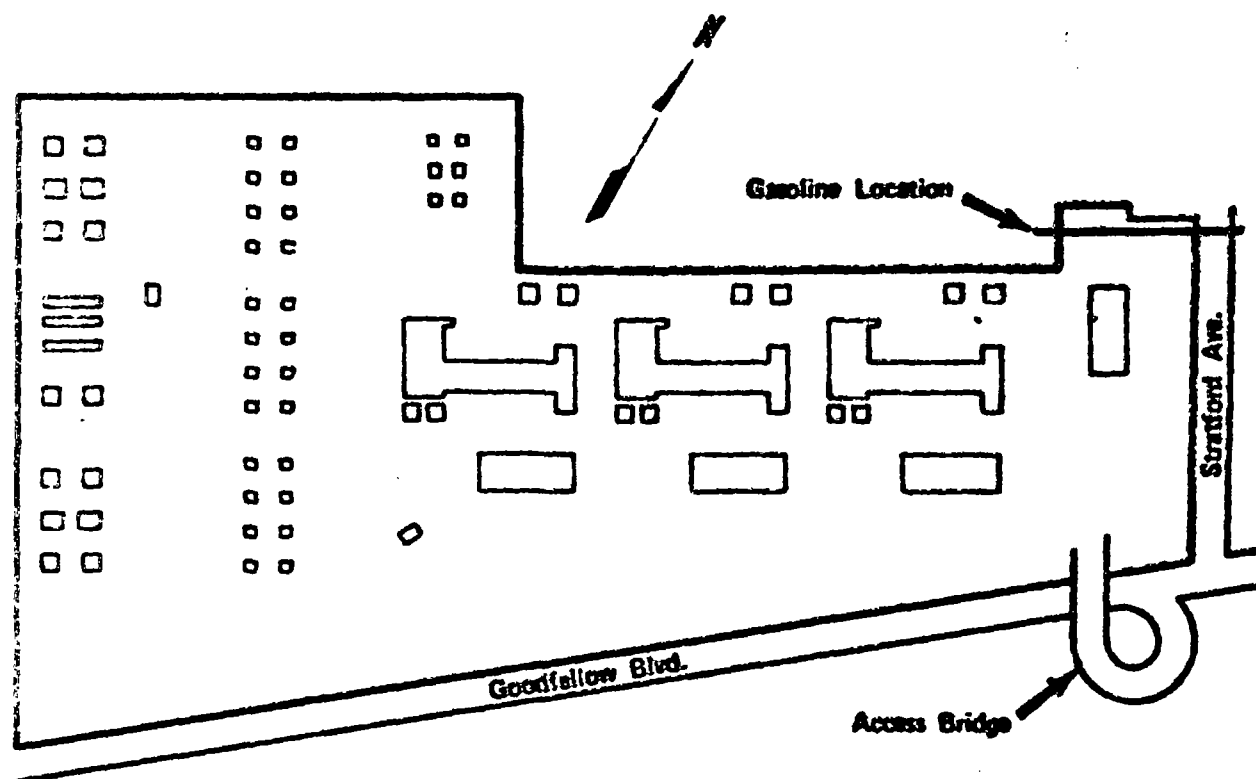 N
Gasoline Location
Stratford Ave.
Goodfellow Blvd.
Access Bridge